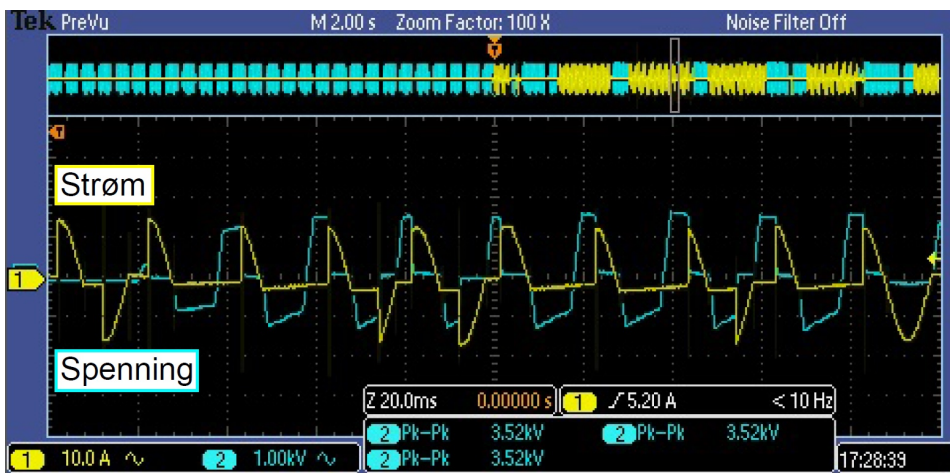 Tek PreVu M 2.00 s Zoom Factor: 100 X Noise Filter Off
T
T
Strøm
1
Spenning
Z 20.0ms 0.00000 s 1 5.20 A < 10 Hz
2 Pk-Pk 3.52kV 2 Pk-Pk 3.52kV
1 10.0 A 2 1.00kV 2 Pk-Pk 3.52kV 17:28:39